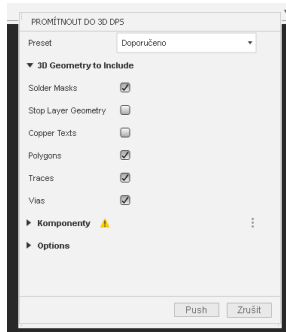 PROMÍTNOUT DO 3D DPS
Preset Doporučeno
3D Geometry to Include
Solder Masks
Stop Layer Geometry
Copper Texts
Polygons
Traces
Vias
Komponenty
Options
Push Zrušit